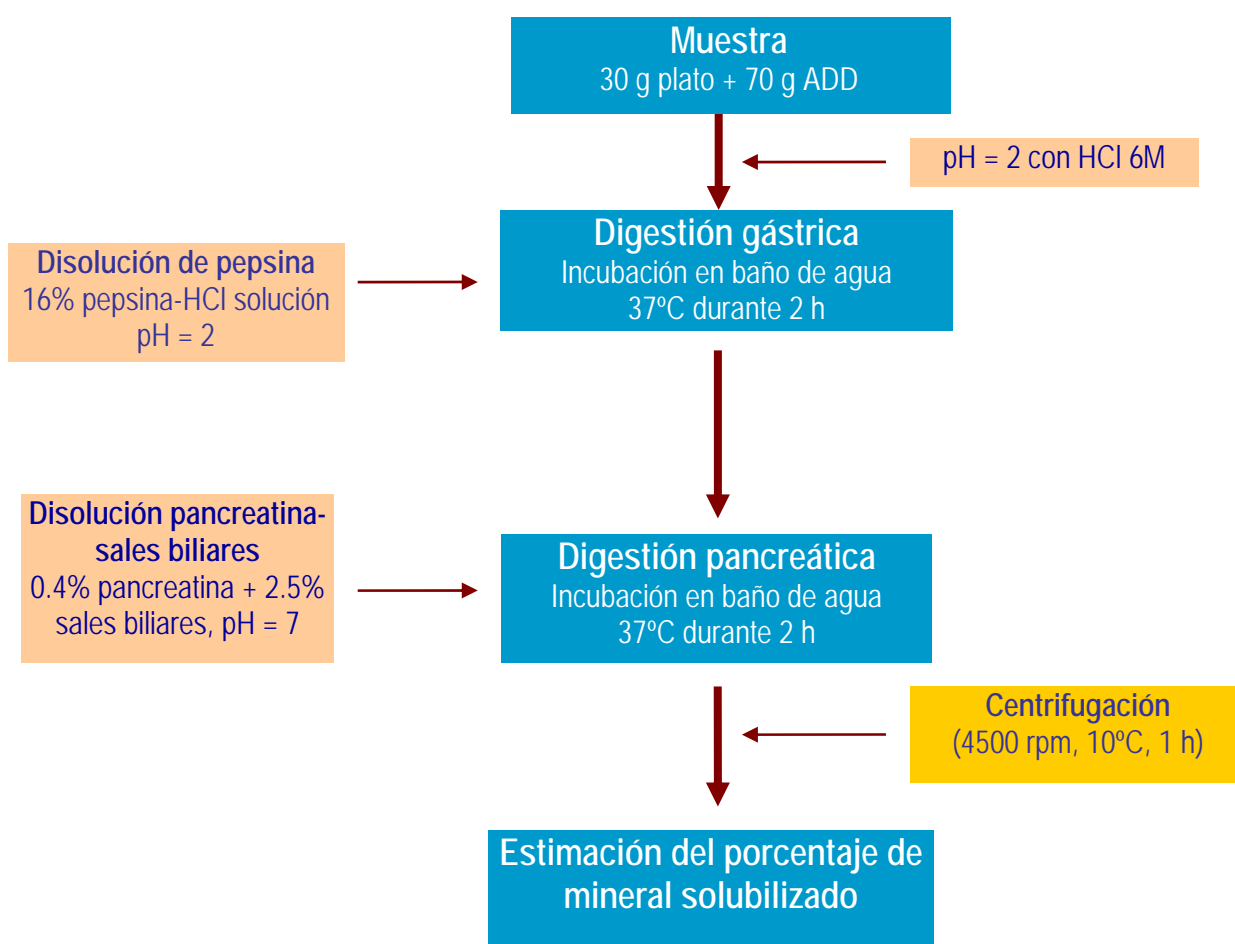 Muestra
30 g plato + 70 g ADD
pH = 2 con HCl 6M
Digestión gástrica
Incubación en baño de agua
37ºC durante 2 h
Disolución de pepsina
16% pepsina-HCl solución
pH = 2
Disolución pancreatina-
sales biliares
0.4% pancreatina + 2.5%
sales biliares, pH = 7
Digestión pancreática
Incubación en baño de agua
37ºC durante 2 h
Centrifugación
(4500 rpm, 10ºC, 1 h)
Estimación del porcentaje de
mineral solubilizado